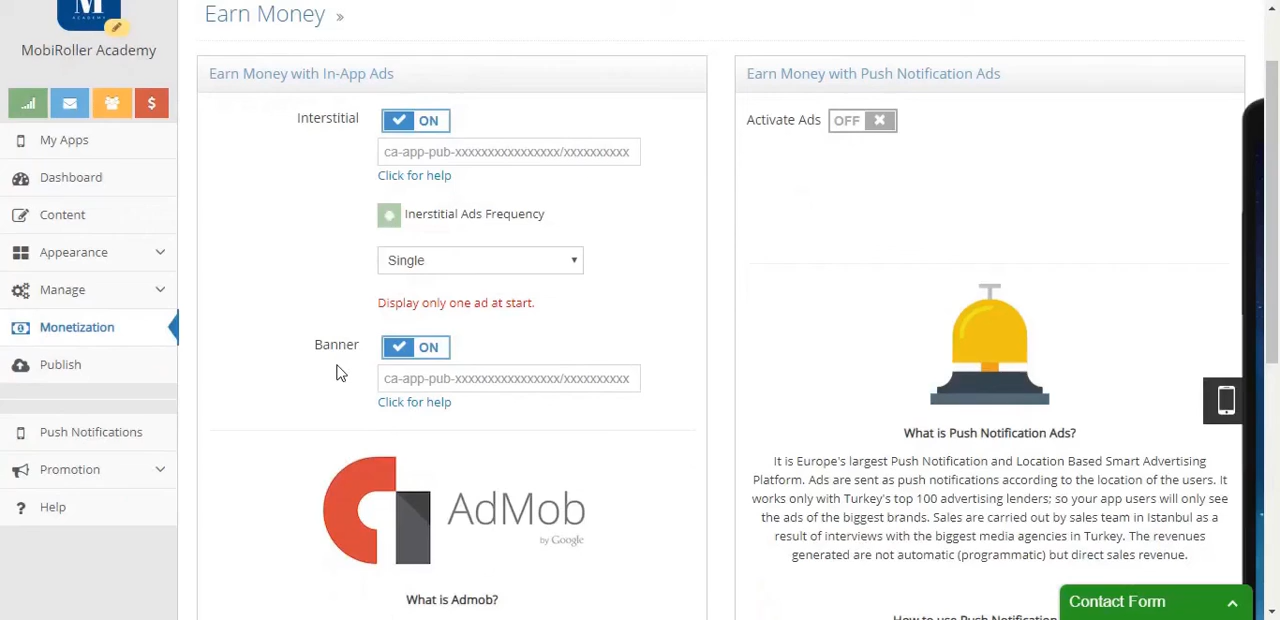 M
ACADEMY
MobiRoller Academy
$
My Apps
Dashboard
Content
Appearance
Manage
Monetization
Publish
Push Notifications
Promotion
? Help
Earn Money »
Earn Money with In-App Ads
Interstitial ON
ca-app-pub-xxxxxxxxxxxxxxxx/xxxxxxxxxx
Click for help
Inerstitial Ads Frequency
Single
Display only one ad at start.
Banner ON
ca-app-pub-xxxxxxxxxxxxxxxx/xxxxxxxxxx
Click for help
AdMob
by Google
What is Admob?
Earn Money with Push Notification Ads
Activate Ads OFF
What is Push Notification Ads?
It is Europe's largest Push Notification and Location Based Smart Advertising
Platform. Ads are sent as push notifications according to the location of the users. It
works only with Turkey's top 100 advertising lenders; so your app users will only see
the ads of the biggest brands. Sales are carried out by sales team in Istanbul as a
result of interviews with the biggest media agencies in Turkey. The revenues
generated are not automatic (programmatic) but direct sales revenue.
How to use Push Notification
Contact Form